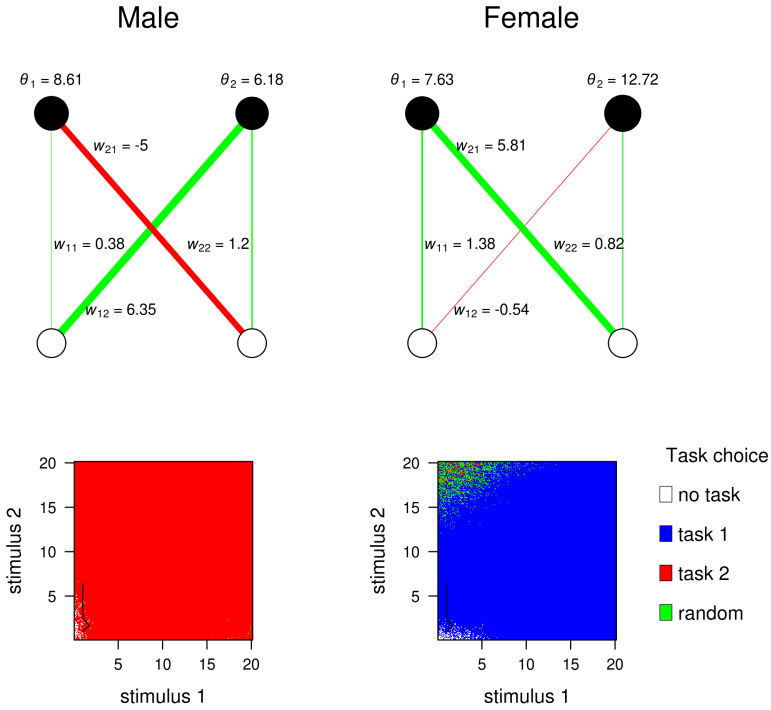 Male Female
θ1 = 8.61 θ2 = 6.18 θ1 = 7.63 θ2 = 12.72
w21 = -5 w21 = 5.81
w11 = 0.38 w22 = 1.2 w11 = 1.38 w22 = 0.82
w12 = 6.35 w12 = -0.54
Task choice
no task
task 1
task 2
random
stimulus 2
20
15
10
5
5 10 15 20
stimulus 1
stimulus 2
20
15
10
5
5 10 15 20
stimulus 1